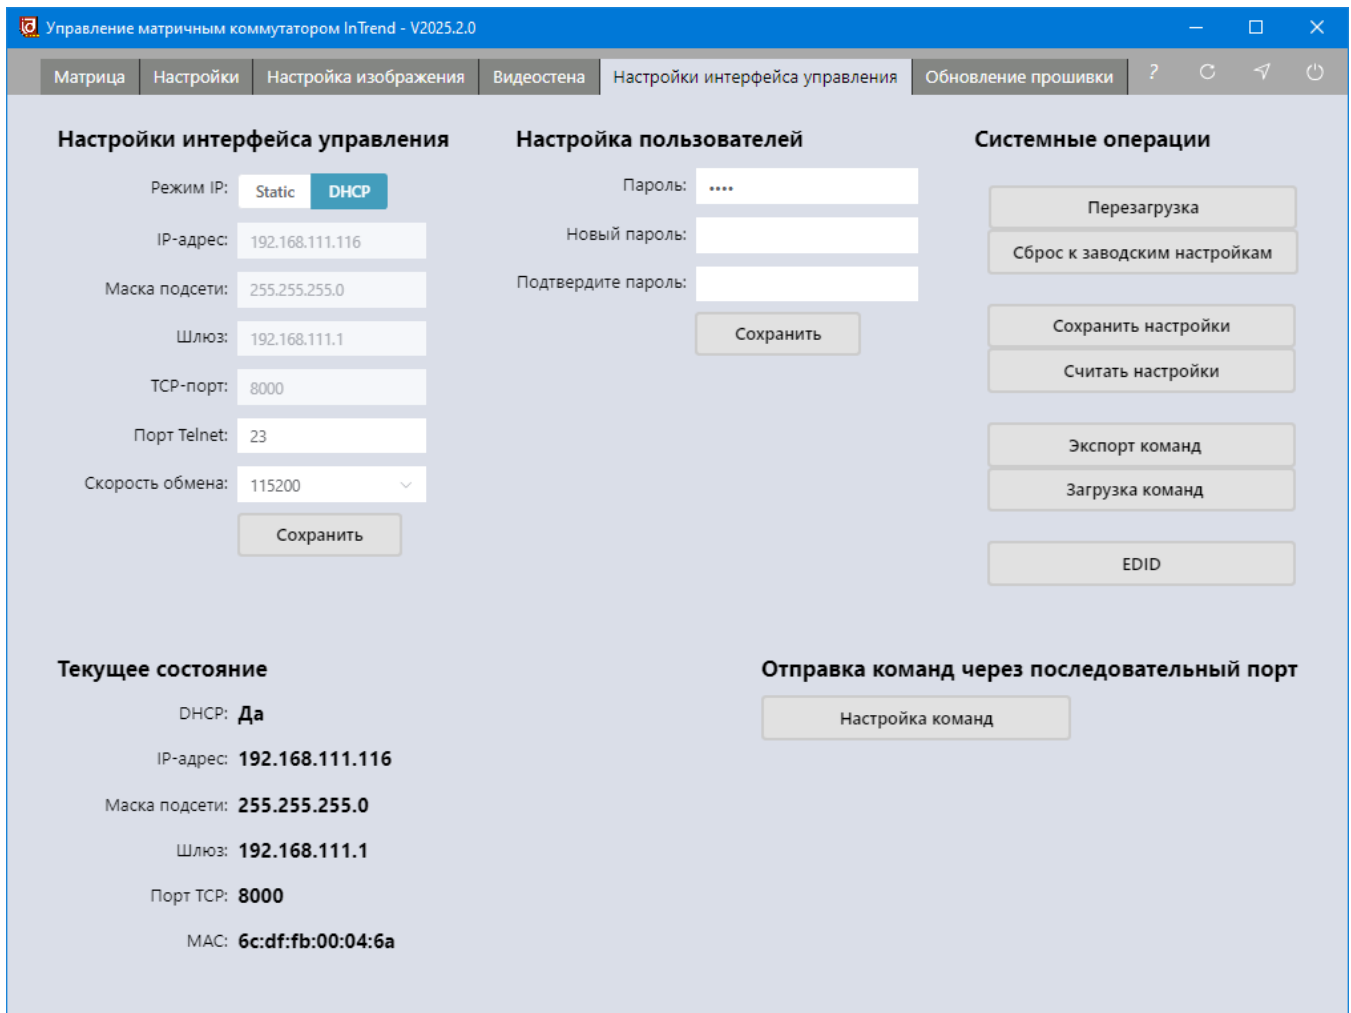 Управление матричным коммутатором InTrend - V2025.2.0
Матрица Настройки Настройка изображения Видеостена Настройки интерфейса управления Обновление прошивки ?
Настройки интерфейса управления
Режим IP: Static DHCP
IP-адрес: 192.168.111.116
Маска подсети: 255.255.255.0
Шлюз: 192.168.111.1
TCP-порт: 8000
Порт Telnet: 23
Скорость обмена: 115200
Сохранить
Настройка пользователей
Пароль: ••••
Новый пароль:
Подтвердите пароль:
Сохранить
Системные операции
Перезагрузка
Сброс к заводским настройкам
Сохранить настройки
Считать настройки
Экспорт команд
Загрузка команд
EDID
Текущее состояние
DHCP: Да
IP-адрес: 192.168.111.116
Маска подсети: 255.255.255.0
Шлюз: 192.168.111.1
Порт TCP: 8000
MAC: 6c:df:fb:00:04:6a
Отправка команд через последовательный порт
Настройка команд